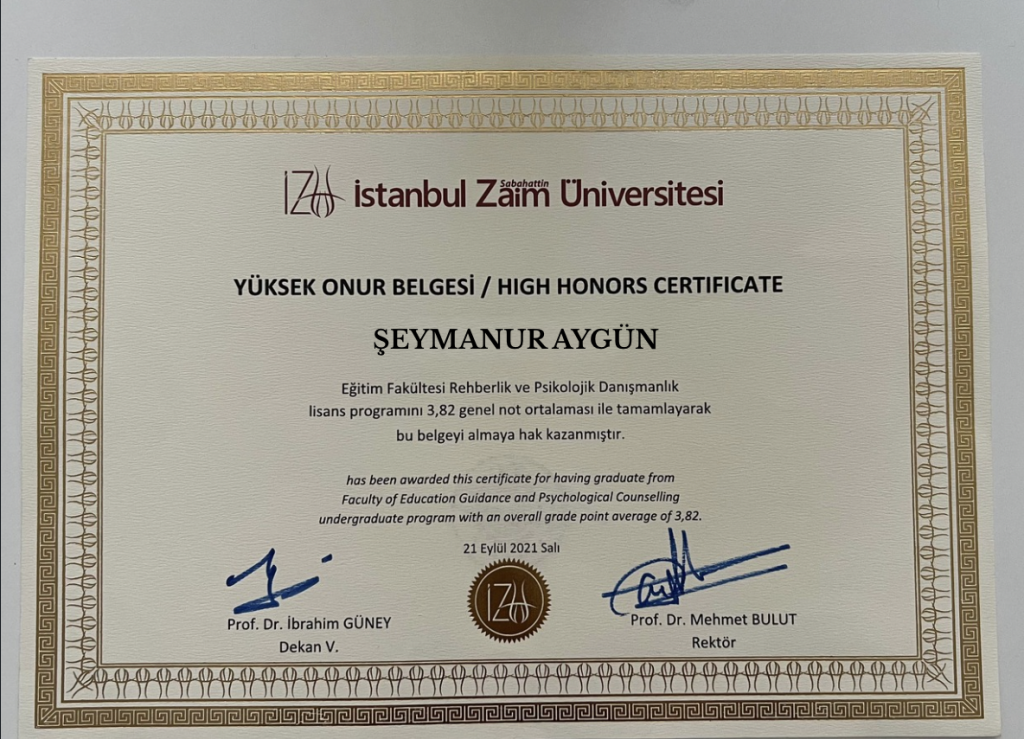 İZÜ İstanbul Sabahattin Zaim Üniversitesi
YÜKSEK ONUR BELGESİ / HIGH HONORS CERTIFICATE
ŞEYMANUR AYGÜN
Eğitim Fakültesi Rehberlik ve Psikolojik Danışmanlık
lisans programını 3,82 genel not ortalaması ile tamamlayarak
bu belgeyi almaya hak kazanmıştır.
has been awarded this certificate for having graduate from
Faculty of Education Guidance and Psychological Counselling
undergraduate program with an overall grade point average of 3,82.
21 Eylül 2021 Salı
İZÜ
Prof. Dr. İbrahim GÜNEY
Dekan V.
Prof. Dr. Mehmet BULUT
Rektör